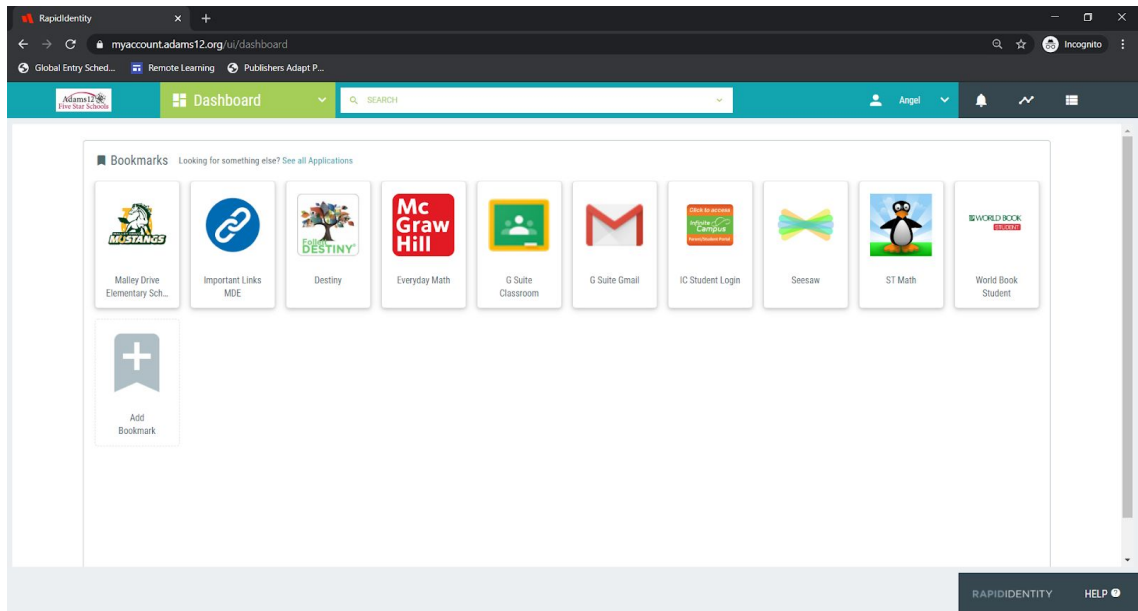 RapidIdentity
myaccount.adams12.org/ui/dashboard
Incognito
Global Entry Sched...
Remote Learning
Publishers Adapt P...
Adams12
Five Star Schools
Dashboard
SEARCH
Angel
Bookmarks
Looking for something else? See all Applications
MUSTANGS
Malley Drive
Elementary Sch...
Important Links
MDE
Follett
DESTINY
Destiny
Mc
Graw
Hill
Everyday Math
G Suite
Classroom
G Suite Gmail
Click to access
Infinite
Campus
Parent/Student Portal
IC Student Login
Seesaw
ST Math
WORLD BOOK
STUDENT
World Book
Student
Add
Bookmark
RAPIDIDENTITY
HELP